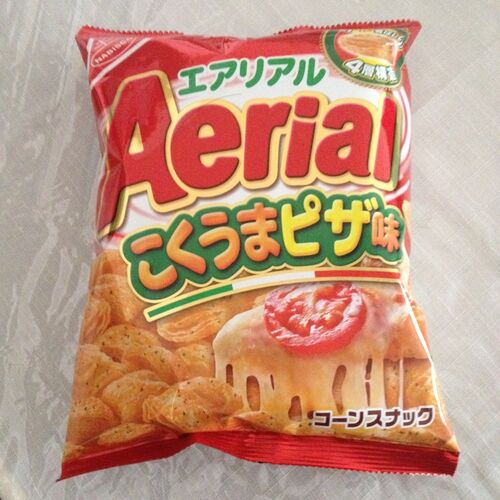 NABISCO
4層構造
エアリアル
Aerial
こくうまピザ味
コーンスナック